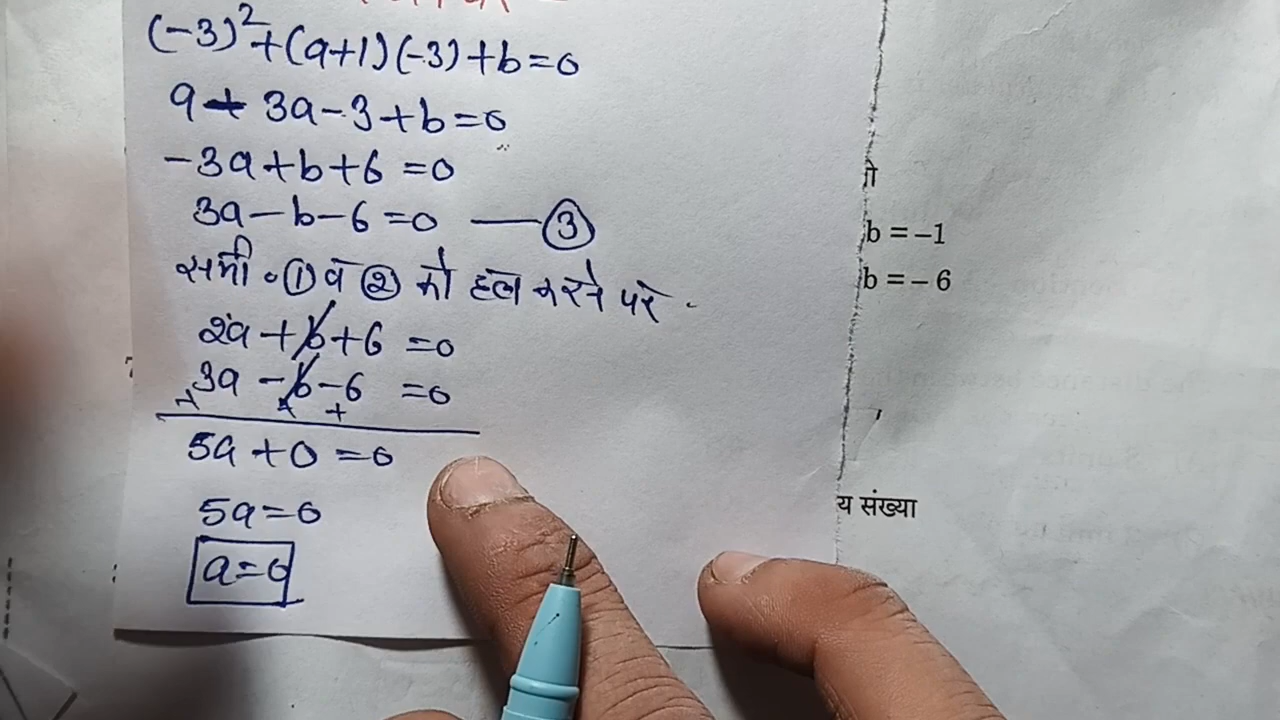 (-3)²+(a+1)(-3)+b=0
9+ 3a-3+b=0
-3a+b+6 =0
3a-b-6 =0 — ③
समी. ① व ② को हल करने पर -
2a +b+6 =0
3a -b-6 =0
+ +
5a +0 =0
5a=0
a=0
b = -1
b = - 6
य संख्या